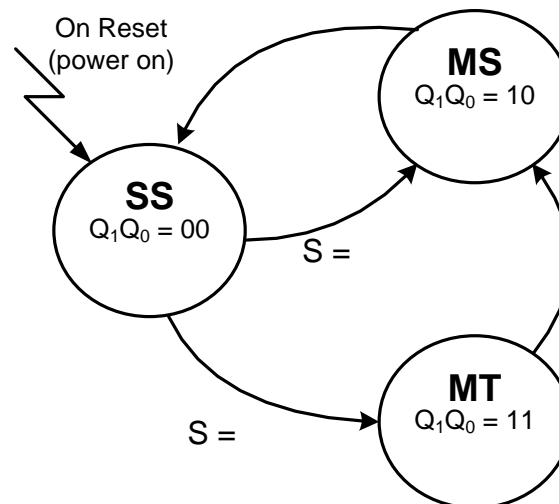 On Reset
(power on)
MS
Q₁Q₀ = 10
SS
Q₁Q₀ = 00
S =
MT
Q₁Q₀ = 11
S =